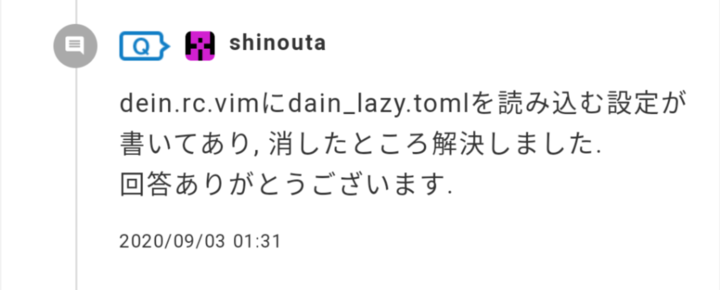 Q shinouta
dein.rc.vimにdain_lazy.tomlを読み込む設定が
書いてあり, 消したところ解決しました.
回答ありがとうございます.
2020/09/03 01:31